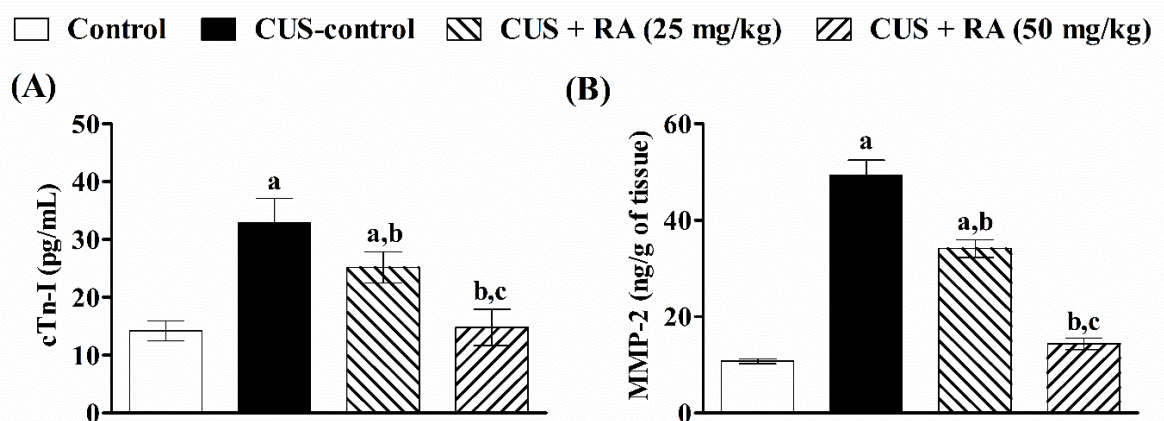 Control CUS-control CUS + RA (25 mg/kg) CUS + RA (50 mg/kg)
(A)
cTn-I (pg/mL)
50
40
30
20
10
0
a
a,b
b,c
(B)
MMP-2 (ng/g of tissue)
60
40
20
0
a
a,b
b,c